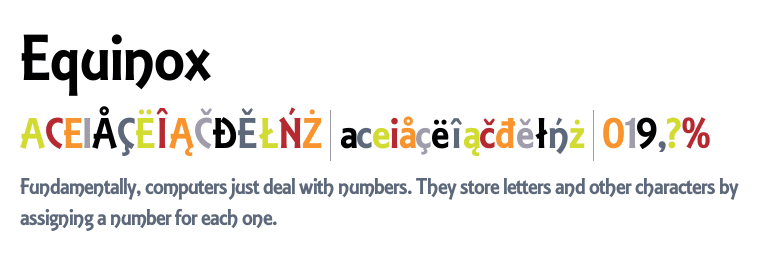 Equinox
ACEIÅÇËÎĄČĐĚŁŃŻ aceiåçëîąčđěłńż 019,?%
Fundamentally, computers just deal with numbers. They store letters and other characters by
assigning a number for each one.